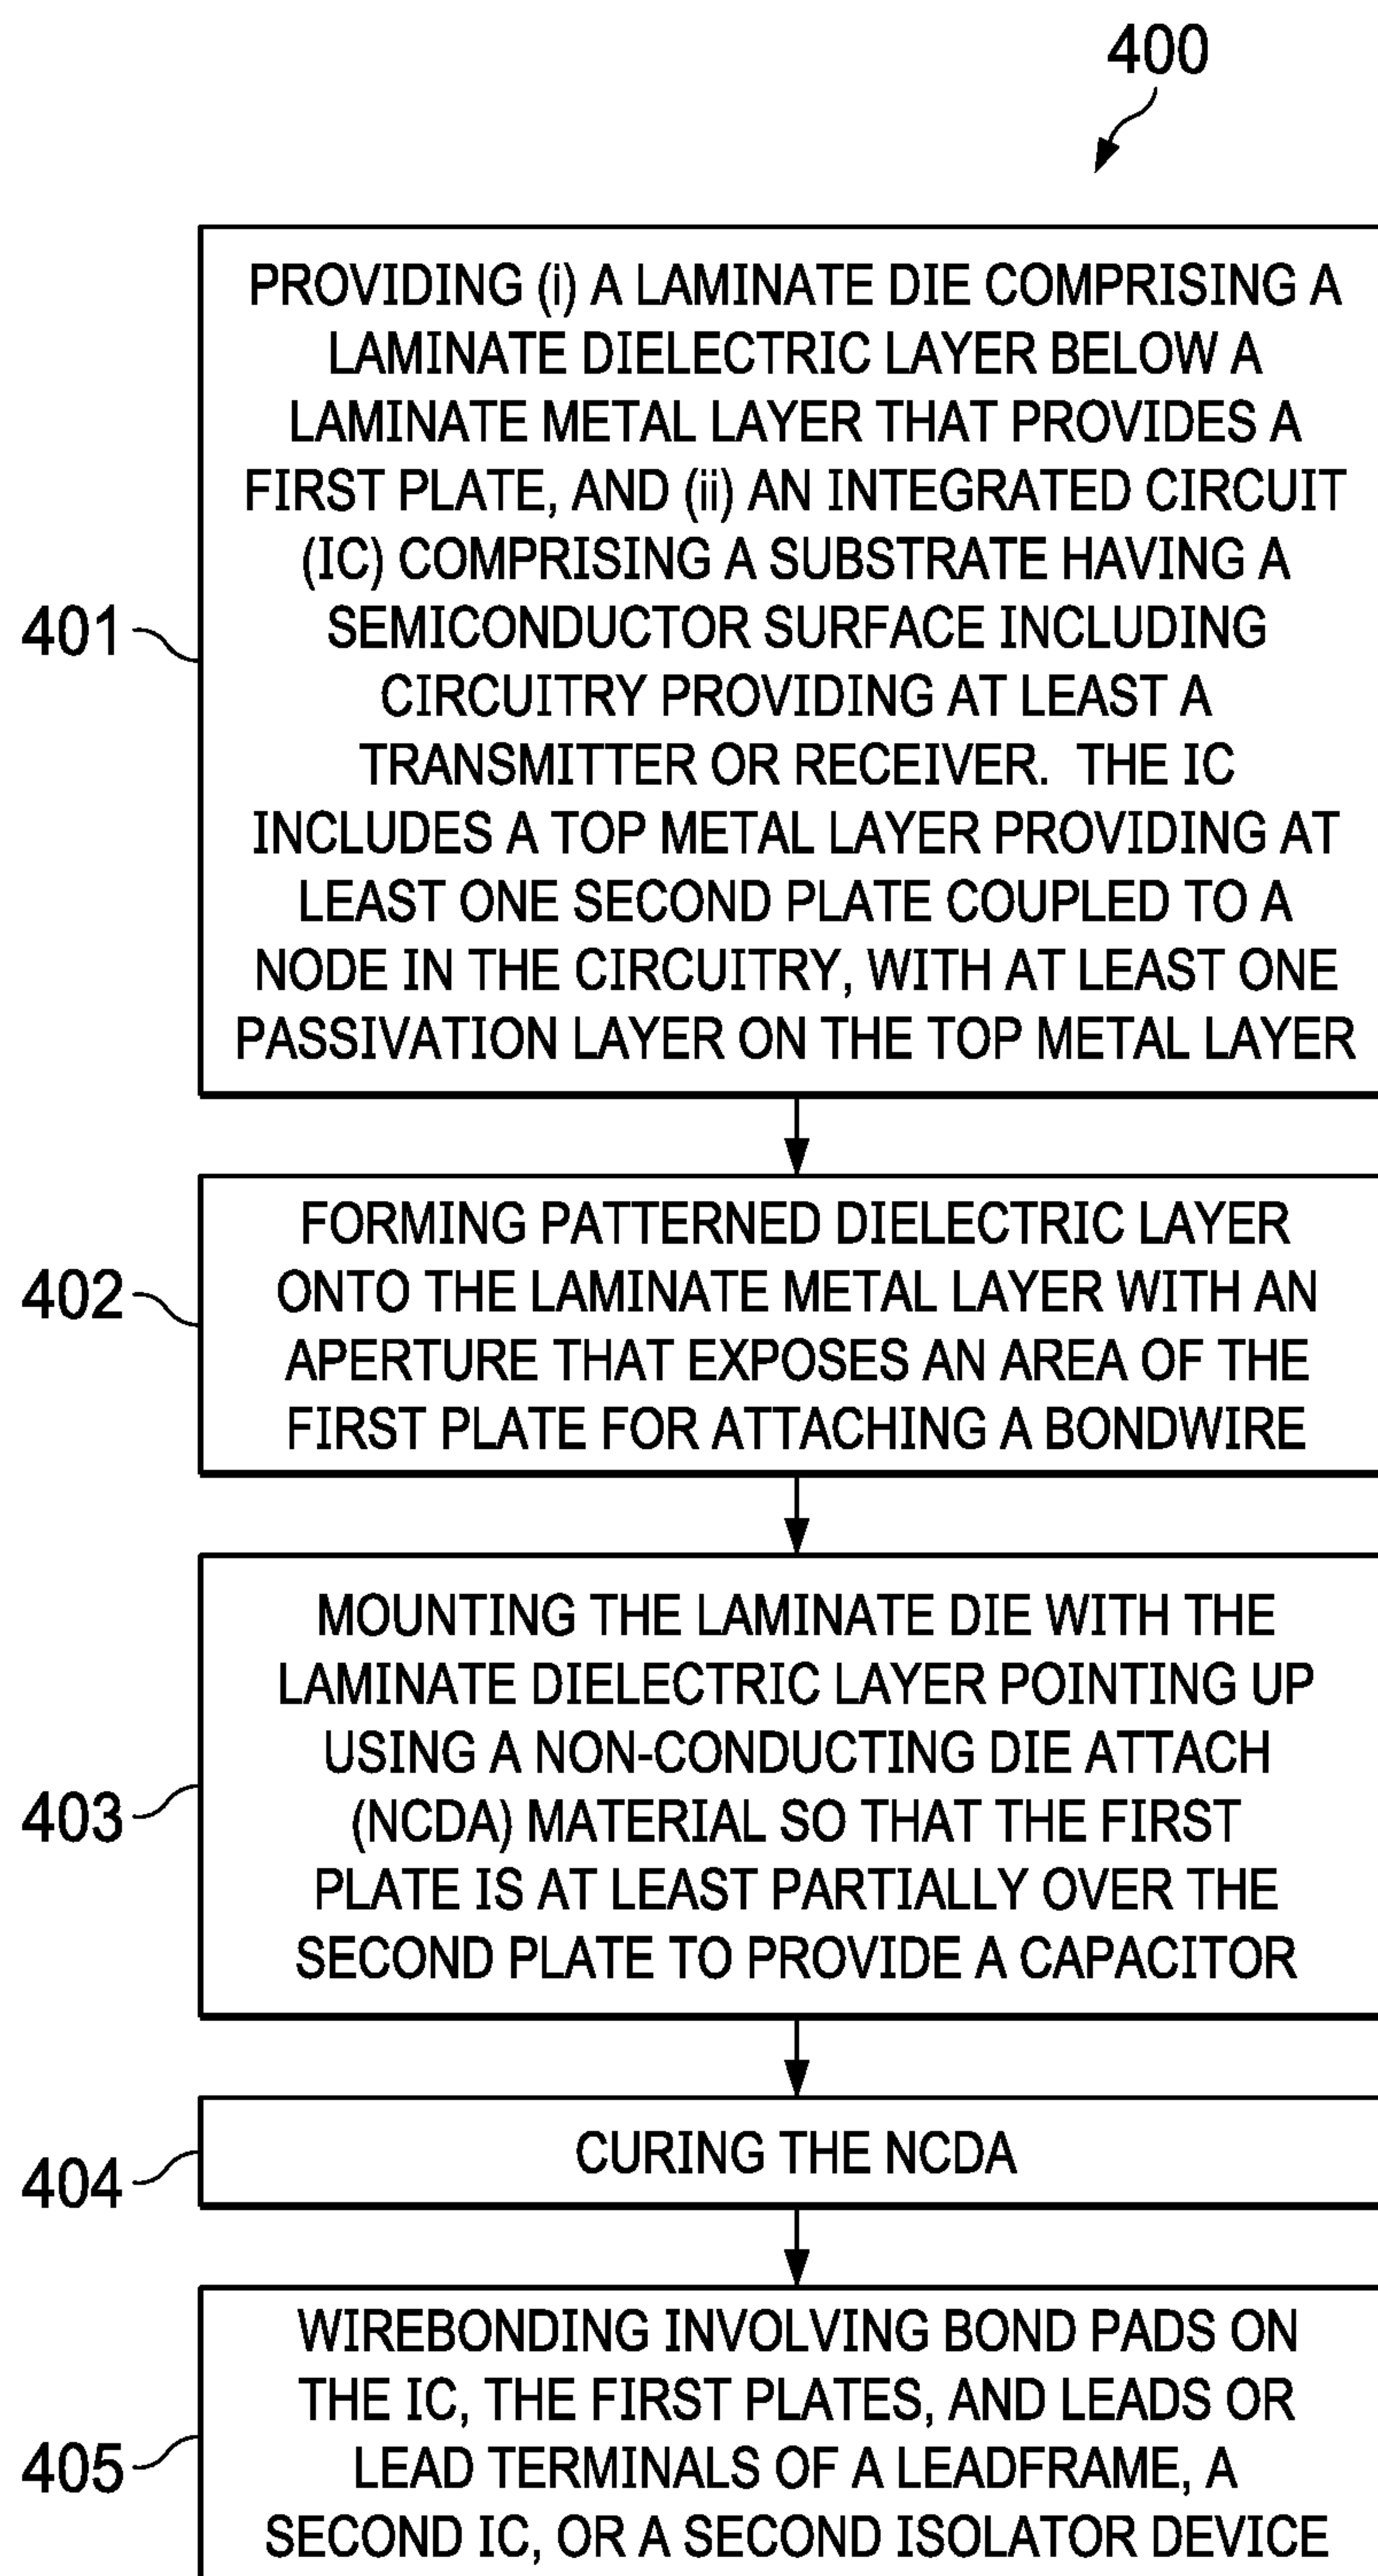 400
401
PROVIDING (i) A LAMINATE DIE COMPRISING A
LAMINATE DIELECTRIC LAYER BELOW A
LAMINATE METAL LAYER THAT PROVIDES A
FIRST PLATE, AND (ii) AN INTEGRATED CIRCUIT
(IC) COMPRISING A SUBSTRATE HAVING A
SEMICONDUCTOR SURFACE INCLUDING
CIRCUITRY PROVIDING AT LEAST A
TRANSMITTER OR RECEIVER. THE IC
INCLUDES A TOP METAL LAYER PROVIDING AT
LEAST ONE SECOND PLATE COUPLED TO A
NODE IN THE CIRCUITRY, WITH AT LEAST ONE
PASSIVATION LAYER ON THE TOP METAL LAYER
402
FORMING PATTERNED DIELECTRIC LAYER
ONTO THE LAMINATE METAL LAYER WITH AN
APERTURE THAT EXPOSES AN AREA OF THE
FIRST PLATE FOR ATTACHING A BONDWIRE
403
MOUNTING THE LAMINATE DIE WITH THE
LAMINATE DIELECTRIC LAYER POINTING UP
USING A NON-CONDUCTING DIE ATTACH
(NCDA) MATERIAL SO THAT THE FIRST
PLATE IS AT LEAST PARTIALLY OVER THE
SECOND PLATE TO PROVIDE A CAPACITOR
404
CURING THE NCDA
405
WIREBONDING INVOLVING BOND PADS ON
THE IC, THE FIRST PLATES, AND LEADS OR
LEAD TERMINALS OF A LEADFRAME, A
SECOND IC, OR A SECOND ISOLATOR DEVICE